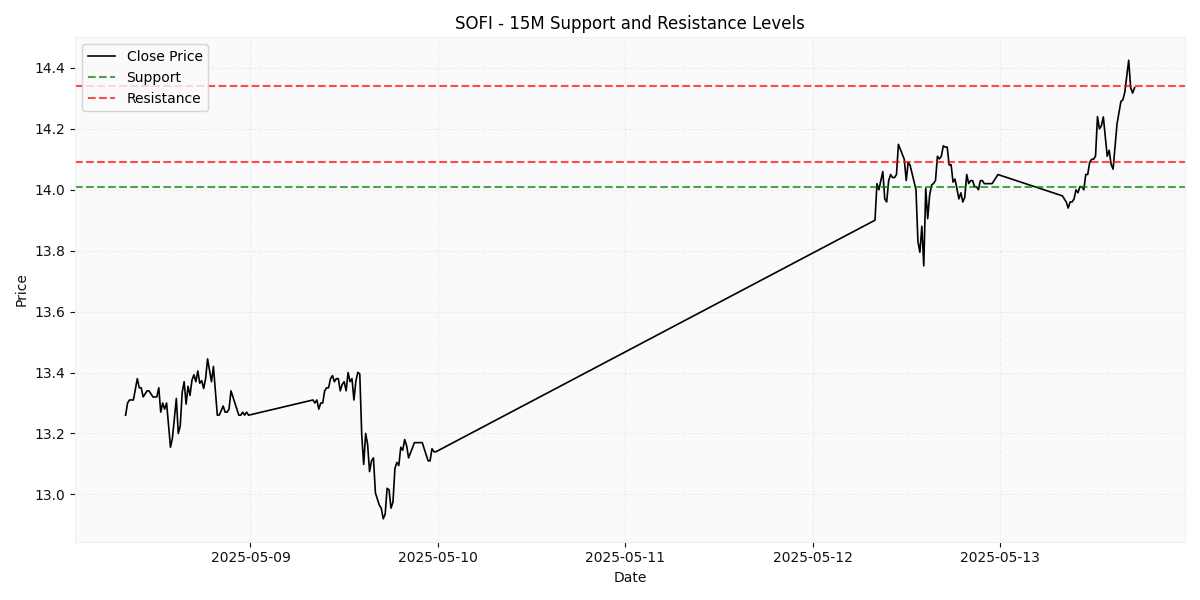 SOFI - 15M Support and Resistance Levels
Close Price
Support
Resistance
14.4
14.2
14.0
13.8
13.6
13.4
13.2
13.0
Price
2025-05-09
2025-05-10
2025-05-11
2025-05-12
2025-05-13
Date